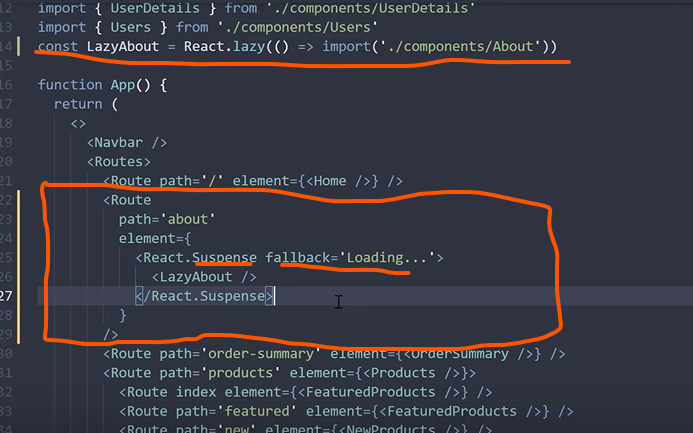 12 import { UserDetails } from './components/UserDetails'
13 import { Users } from './components/Users'
14 const LazyAbout = React.lazy(() => import('./components/About'))
15
16 function App() {
17 return (
18 <>
19 <Navbar />
20 <Routes>
21 <Route path='/' element={<Home />} />
22 <Route
23 path='about'
24 element={
25 <React.Suspense fallback='Loading...'>
26 <LazyAbout />
27 </React.Suspense>
28 }
29 />
30 <Route path='order-summary' element={<OrderSummary />} />
31 <Route path='products' element={<Products />}>
32 <Route index element={<FeaturedProducts />} />
33 <Route path='featured' element={<FeaturedProducts />} />
34 <Route path='new' element={<NewProducts />} />